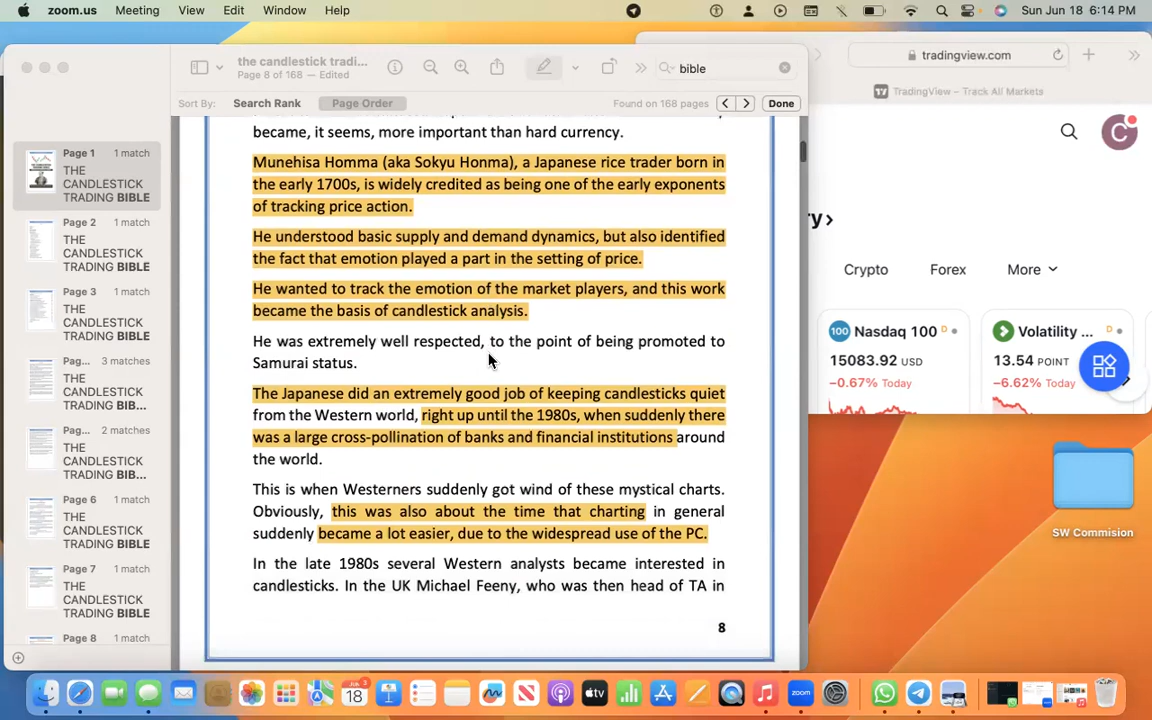 zoom.us Meeting View Edit Window Help
Sun Jun 18 6:14 PM
the candlestick tradi...
Page 8 of 168 — Edited
bible
Sort By: Search Rank Page Order Found on 168 pages Done
Page 1 1 match
THE
CANDLESTICK
TRADING BIBLE
Page 2 1 match
THE
CANDLESTICK
TRADING BIBLE
Page 3 1 match
THE
CANDLESTICK
TRADING BIBLE
Pag... 3 matches
THE
CANDLESTICK
TRADING BIB...
Pag... 2 matches
THE
CANDLESTICK
TRADING BIB...
Page 6 1 match
THE
CANDLESTICK
TRADING BIBLE
Page 7 1 match
THE
CANDLESTICK
TRADING BIBLE
Page 8 1 match
became, it seems, more important than hard currency.
Munehisa Homma (aka Sokyu Honma), a Japanese rice trader born in
the early 1700s, is widely credited as being one of the early exponents
of tracking price action.
He understood basic supply and demand dynamics, but also identified
the fact that emotion played a part in the setting of price.
He wanted to track the emotion of the market players, and this work
became the basis of candlestick analysis.
He was extremely well respected, to the point of being promoted to
Samurai status.
The Japanese did an extremely good job of keeping candlesticks quiet
from the Western world, right up until the 1980s, when suddenly there
was a large cross-pollination of banks and financial institutions around
the world.
This is when Westerners suddenly got wind of these mystical charts.
Obviously, this was also about the time that charting in general
suddenly became a lot easier, due to the widespread use of the PC.
In the late 1980s several Western analysts became interested in
candlesticks. In the UK Michael Feeny, who was then head of TA in
8
tradingview.com
TradingView – Track All Markets
C
ry
Crypto Forex More
100 Nasdaq 100 D
15083.92 USD
−0.67% Today
Volatility ... D
13.54 POINT
−6.62% Today
SW Commision
JUN 18
tv
zoom